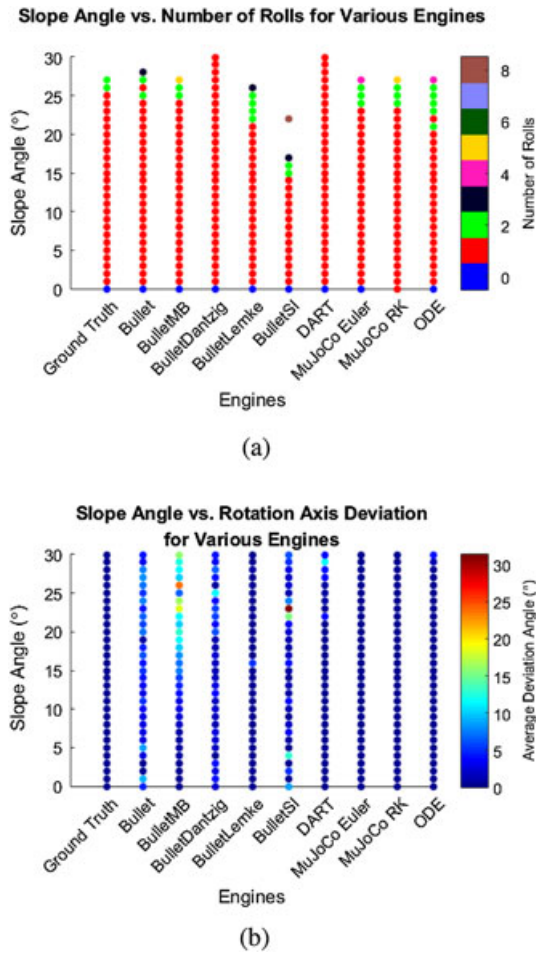 Slope Angle vs. Number of Rolls for Various Engines
Slope Angle (°)
30
25
20
15
10
5
0
Ground Truth
Bullet
BulletMB
BulletDantzig
BulletLemke
BulletSI
DART
MuJoCo Euler
MuJoCo RK
ODE
Engines
8
6
4
2
0
Number of Rolls
(a)
Slope Angle vs. Rotation Axis Deviation
for Various Engines
Slope Angle (°)
30
25
20
15
10
5
0
Ground Truth
Bullet
BulletMB
BulletDantzig
BulletLemke
BulletSI
DART
MuJoCo Euler
MuJoCo RK
ODE
Engines
30
25
20
15
10
5
0
Average Deviation Angle (°)
(b)